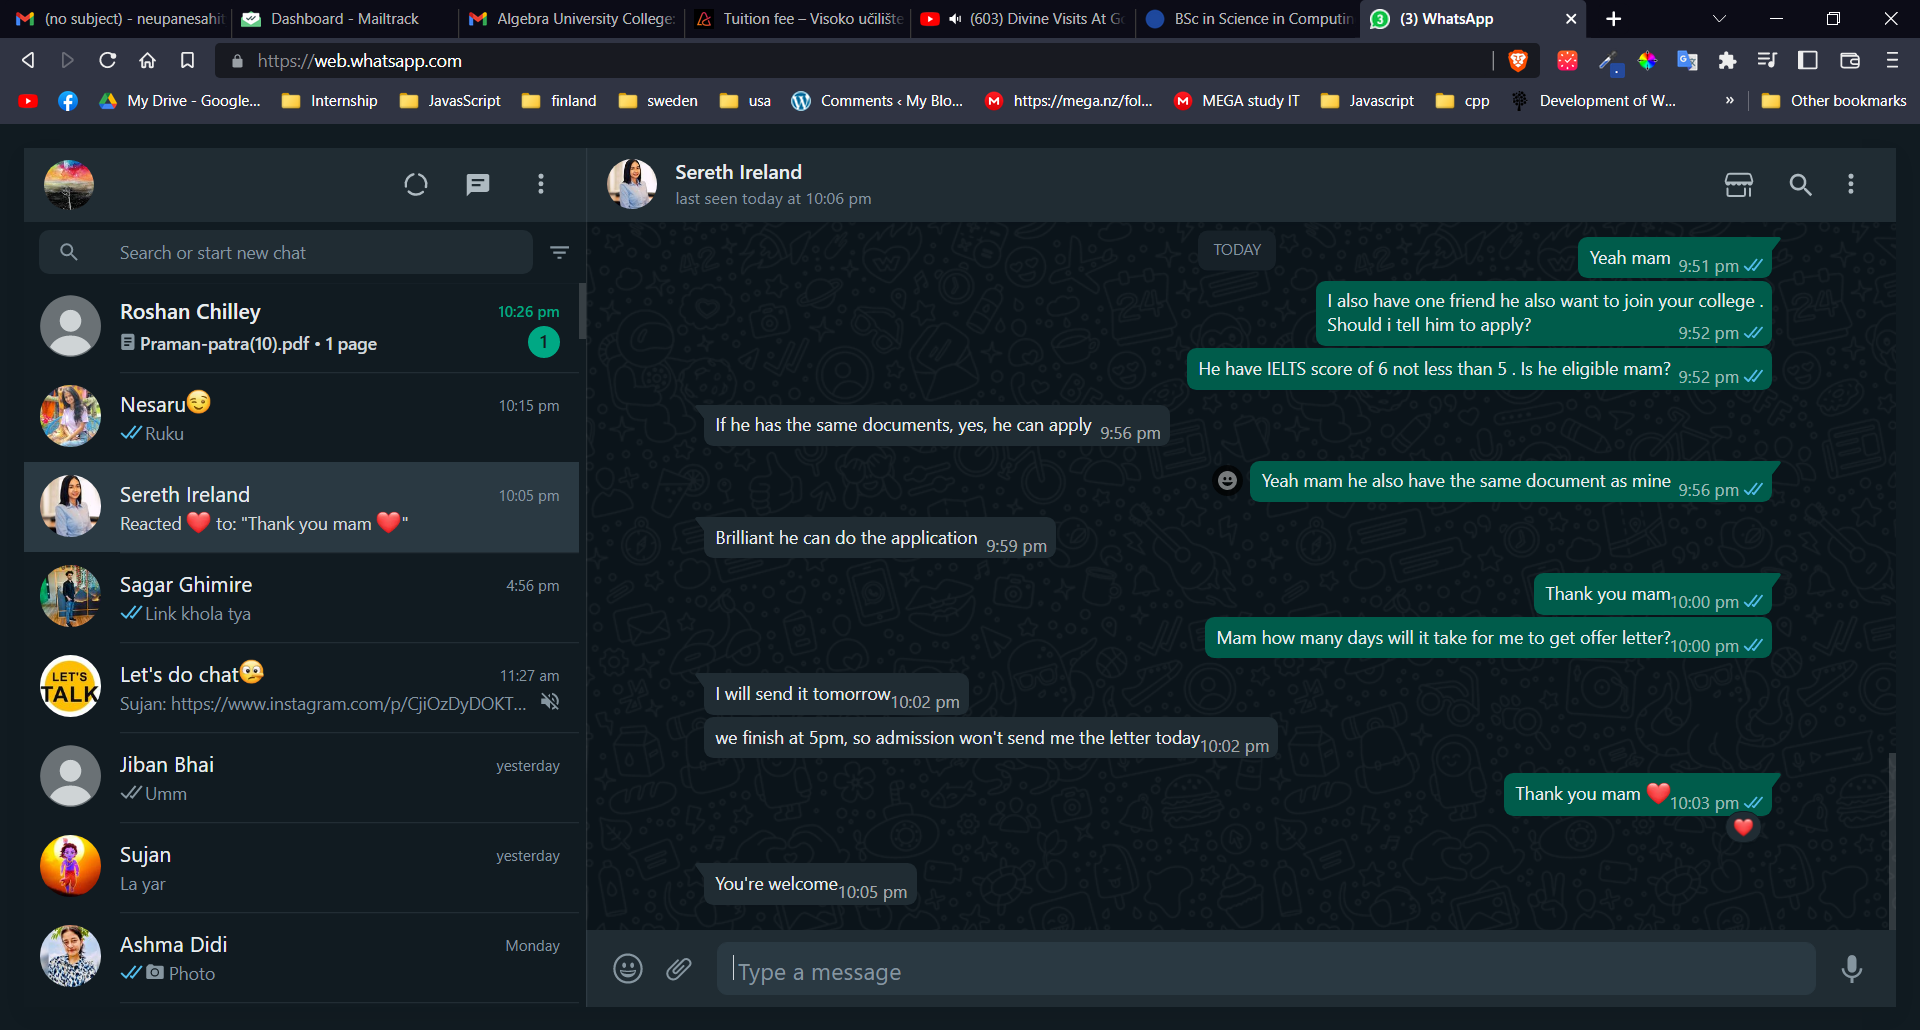 (no subject) - neupanesahit
Dashboard - Mailtrack
Algebra University College:
Tuition fee – Visoko učilište
(603) Divine Visits At Go
BSc in Science in Computin
3
(3) WhatsApp
https://web.whatsapp.com
My Drive - Google...
Internship
JavasScript
finland
sweden
usa
Comments ‹ My Blo...
https://mega.nz/fol...
MEGA study IT
Javascript
cpp
Development of W...
»
Other bookmarks
Search or start new chat
Roshan Chilley
10:26 pm
Praman-patra(10).pdf • 1 page
1
Nesaru😉
10:15 pm
Ruku
Sereth Ireland
10:05 pm
Reacted ❤️ to: "Thank you mam ❤️"
Sagar Ghimire
4:56 pm
Link khola tya
LET'S
TALK
Let's do chat🤕
11:27 am
Sujan: https://www.instagram.com/p/CjiOzDyDOKT...
Jiban Bhai
yesterday
Umm
Sujan
yesterday
La yar
Ashma Didi
Monday
Photo
Sereth Ireland
last seen today at 10:06 pm
TODAY
Yeah mam 9:51 pm
I also have one friend he also want to join your college .
Should i tell him to apply? 9:52 pm
He have IELTS score of 6 not less than 5 . Is he eligible mam? 9:52 pm
If he has the same documents, yes, he can apply 9:56 pm
Yeah mam he also have the same document as mine 9:56 pm
Brilliant he can do the application 9:59 pm
Thank you mam 10:00 pm
Mam how many days will it take for me to get offer letter? 10:00 pm
I will send it tomorrow 10:02 pm
we finish at 5pm, so admission won't send me the letter today 10:02 pm
Thank you mam ❤️ 10:03 pm
❤️
You're welcome 10:05 pm
Type a message